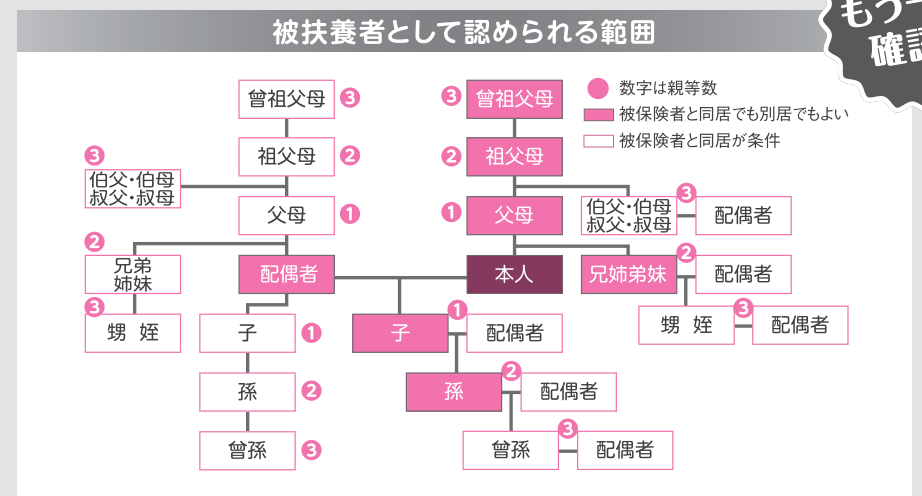 被扶養者として認められる範囲
もう一
確認
数字は親等数
被保険者と同居でも別居でもよい
被保険者と同居が条件
曾祖父母 3
3 曾祖父母
祖父母 2
2 祖父母
3
伯父・伯母
叔父・叔母
父母 1
1 父母
3
伯父・伯母
叔父・叔母
配偶者
2
兄弟
姉妹
配偶者
本人
2
兄姉弟妹
配偶者
3
甥 姪
子 1
1
子
配偶者
甥 姪
3
配偶者
孫 2
孫
2
配偶者
曾孫 3
曾孫
3
配偶者